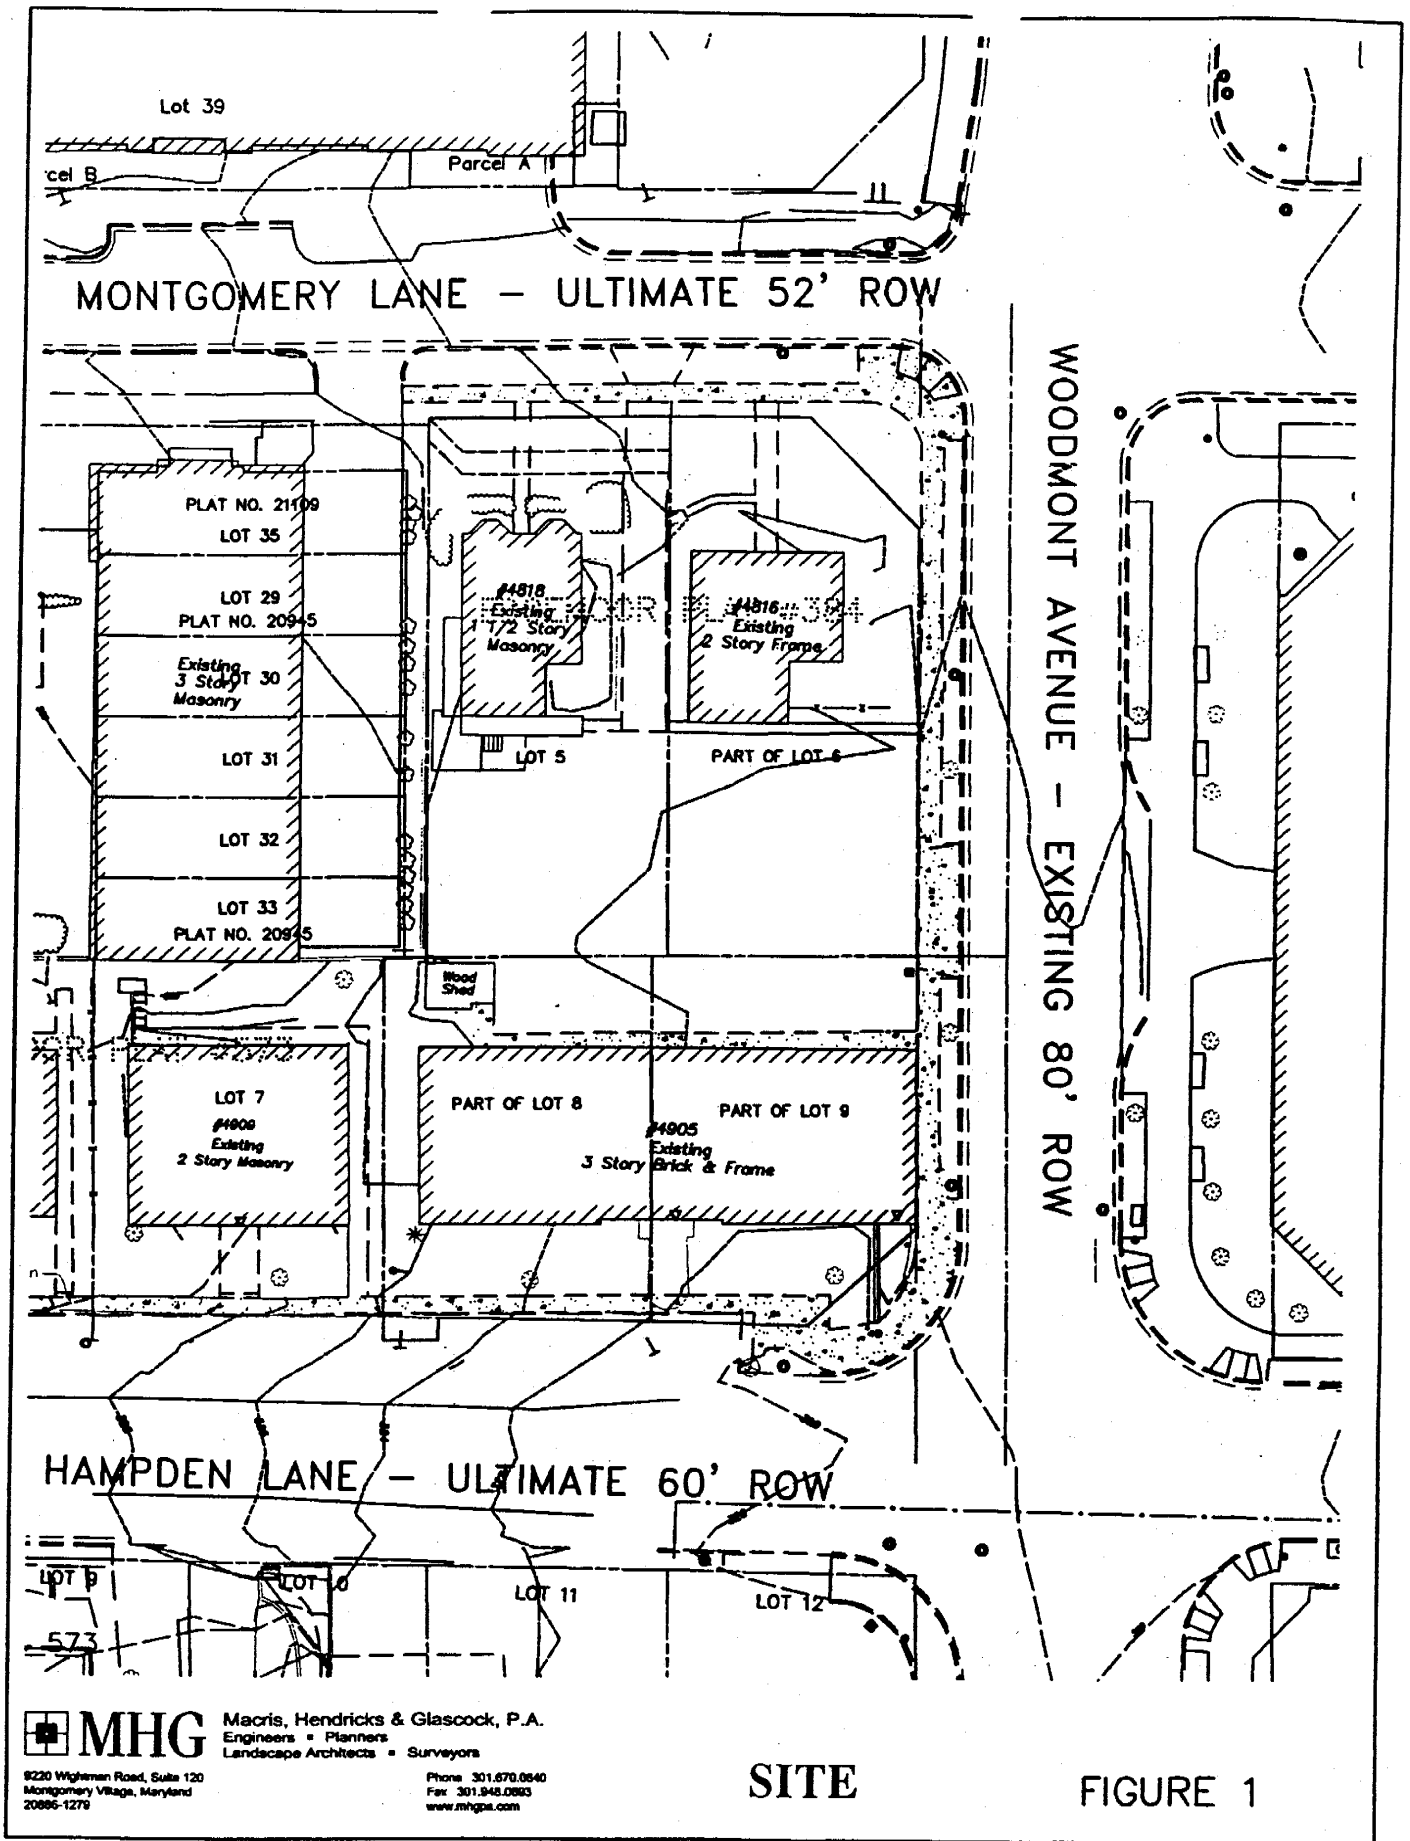 Lot 39
Parcel A
cel B
MONTGOMERY LANE – ULTIMATE 52' ROW
WOODMONT AVENUE – EXISTING 80' ROW
PLAT NO. 21109
LOT 35
LOT 29
PLAT NO. 20945
Existing
3 Story
Masonry
LOT 30
LOT 31
LOT 32
LOT 33
PLAT NO. 20945
#4818
Existing
1/2 Story
Masonry
#4816
Existing
2 Story Frame
LOT 5
PART OF LOT 6
Wood
Shed
LOT 7
#4909
Existing
2 Story Masonry
PART OF LOT 8
PART OF LOT 9
#4905
Existing
3 Story Brick & Frame
HAMPDEN LANE – ULTIMATE 60' ROW
LOT 9
LOT 11
LOT 12
573
MHG
Macris, Hendricks & Glascock, P.A.
Engineers ▪ Planners
Landscape Architects ▪ Surveyors
9220 Wightman Road, Suite 120
Montgomery Village, Maryland
20886-1279
Phone 301.670.0840
Fax 301.948.0693
www.mhgpa.com
SITE
FIGURE 1